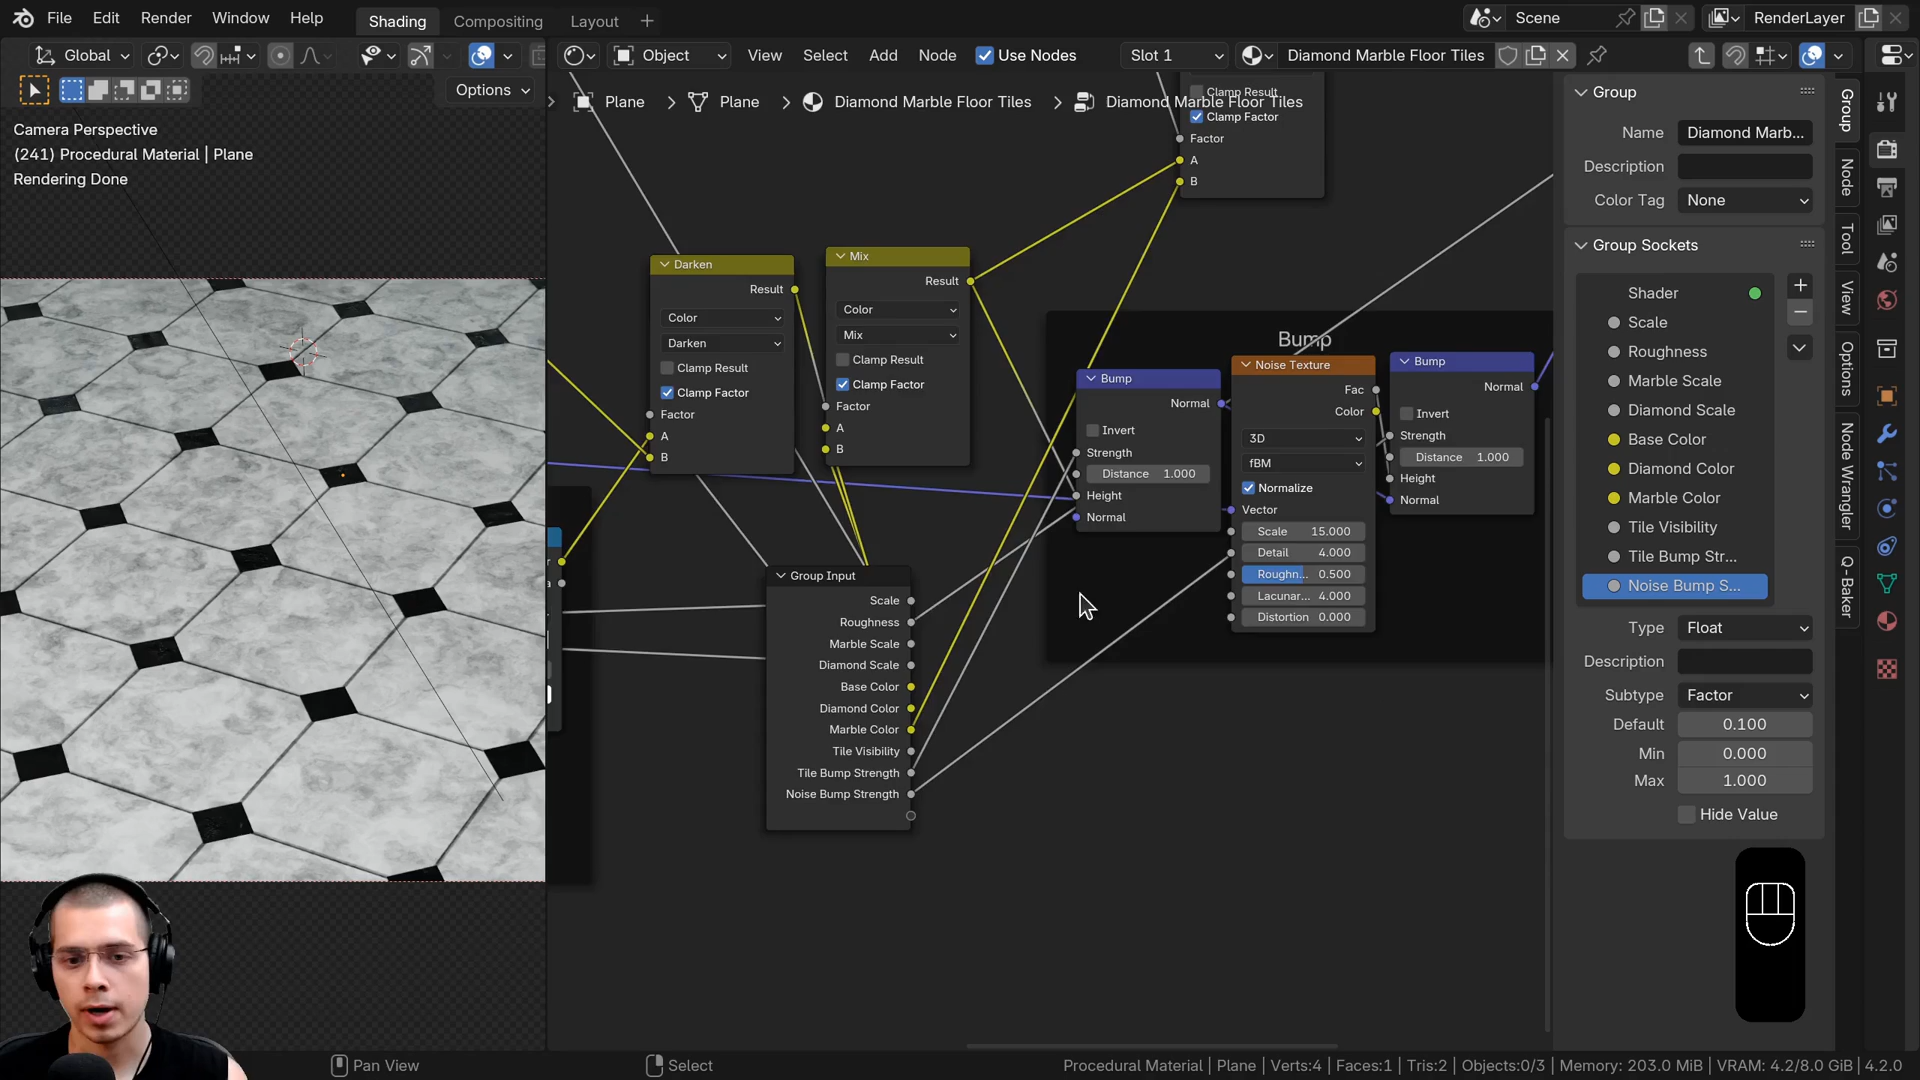 File Edit Render Window Help Shading Compositing Layout Scene RenderLayer
Global Object View Select Add Node Use Nodes Slot 1 Diamond Marble Floor Tiles
Options
Plane Plane Diamond Marble Floor Tiles Diamond Marble Floor Tiles
Camera Perspective
(241) Procedural Material | Plane
Rendering Done
Clamp Result
Clamp Factor
Factor
A
B
Darken
Result
Color
Darken
Clamp Result
Clamp Factor
Factor
A
B
Mix
Result
Color
Mix
Clamp Result
Clamp Factor
Factor
A
B
Bump
Bump
Normal
Invert
Strength
Distance 1.000
Height
Normal
Noise Texture
Fac
Color
3D
fBM
Normalize
Vector
Scale 15.000
Detail 4.000
Roughn... 0.500
Lacunar... 4.000
Distortion 0.000
Bump
Normal
Invert
Strength
Distance 1.000
Height
Normal
Group Input
Scale
Roughness
Marble Scale
Diamond Scale
Base Color
Diamond Color
Marble Color
Tile Visibility
Tile Bump Strength
Noise Bump Strength
Group
Name Diamond Marb...
Description
Color Tag None
Group Sockets
Shader
Scale
Roughness
Marble Scale
Diamond Scale
Base Color
Diamond Color
Marble Color
Tile Visibility
Tile Bump Str...
Noise Bump S...
Type Float
Description
Subtype Factor
Default 0.100
Min 0.000
Max 1.000
Hide Value
Group
Node
Tool
View
Options
Node Wrangler
Q-Baker
Pan View Select Procedural Material | Plane | Verts:4 | Faces:1 | Tris:2 | Objects:0/3 | Memory: 203.0 MiB | VRAM: 4.2/8.0 GiB | 4.2.0